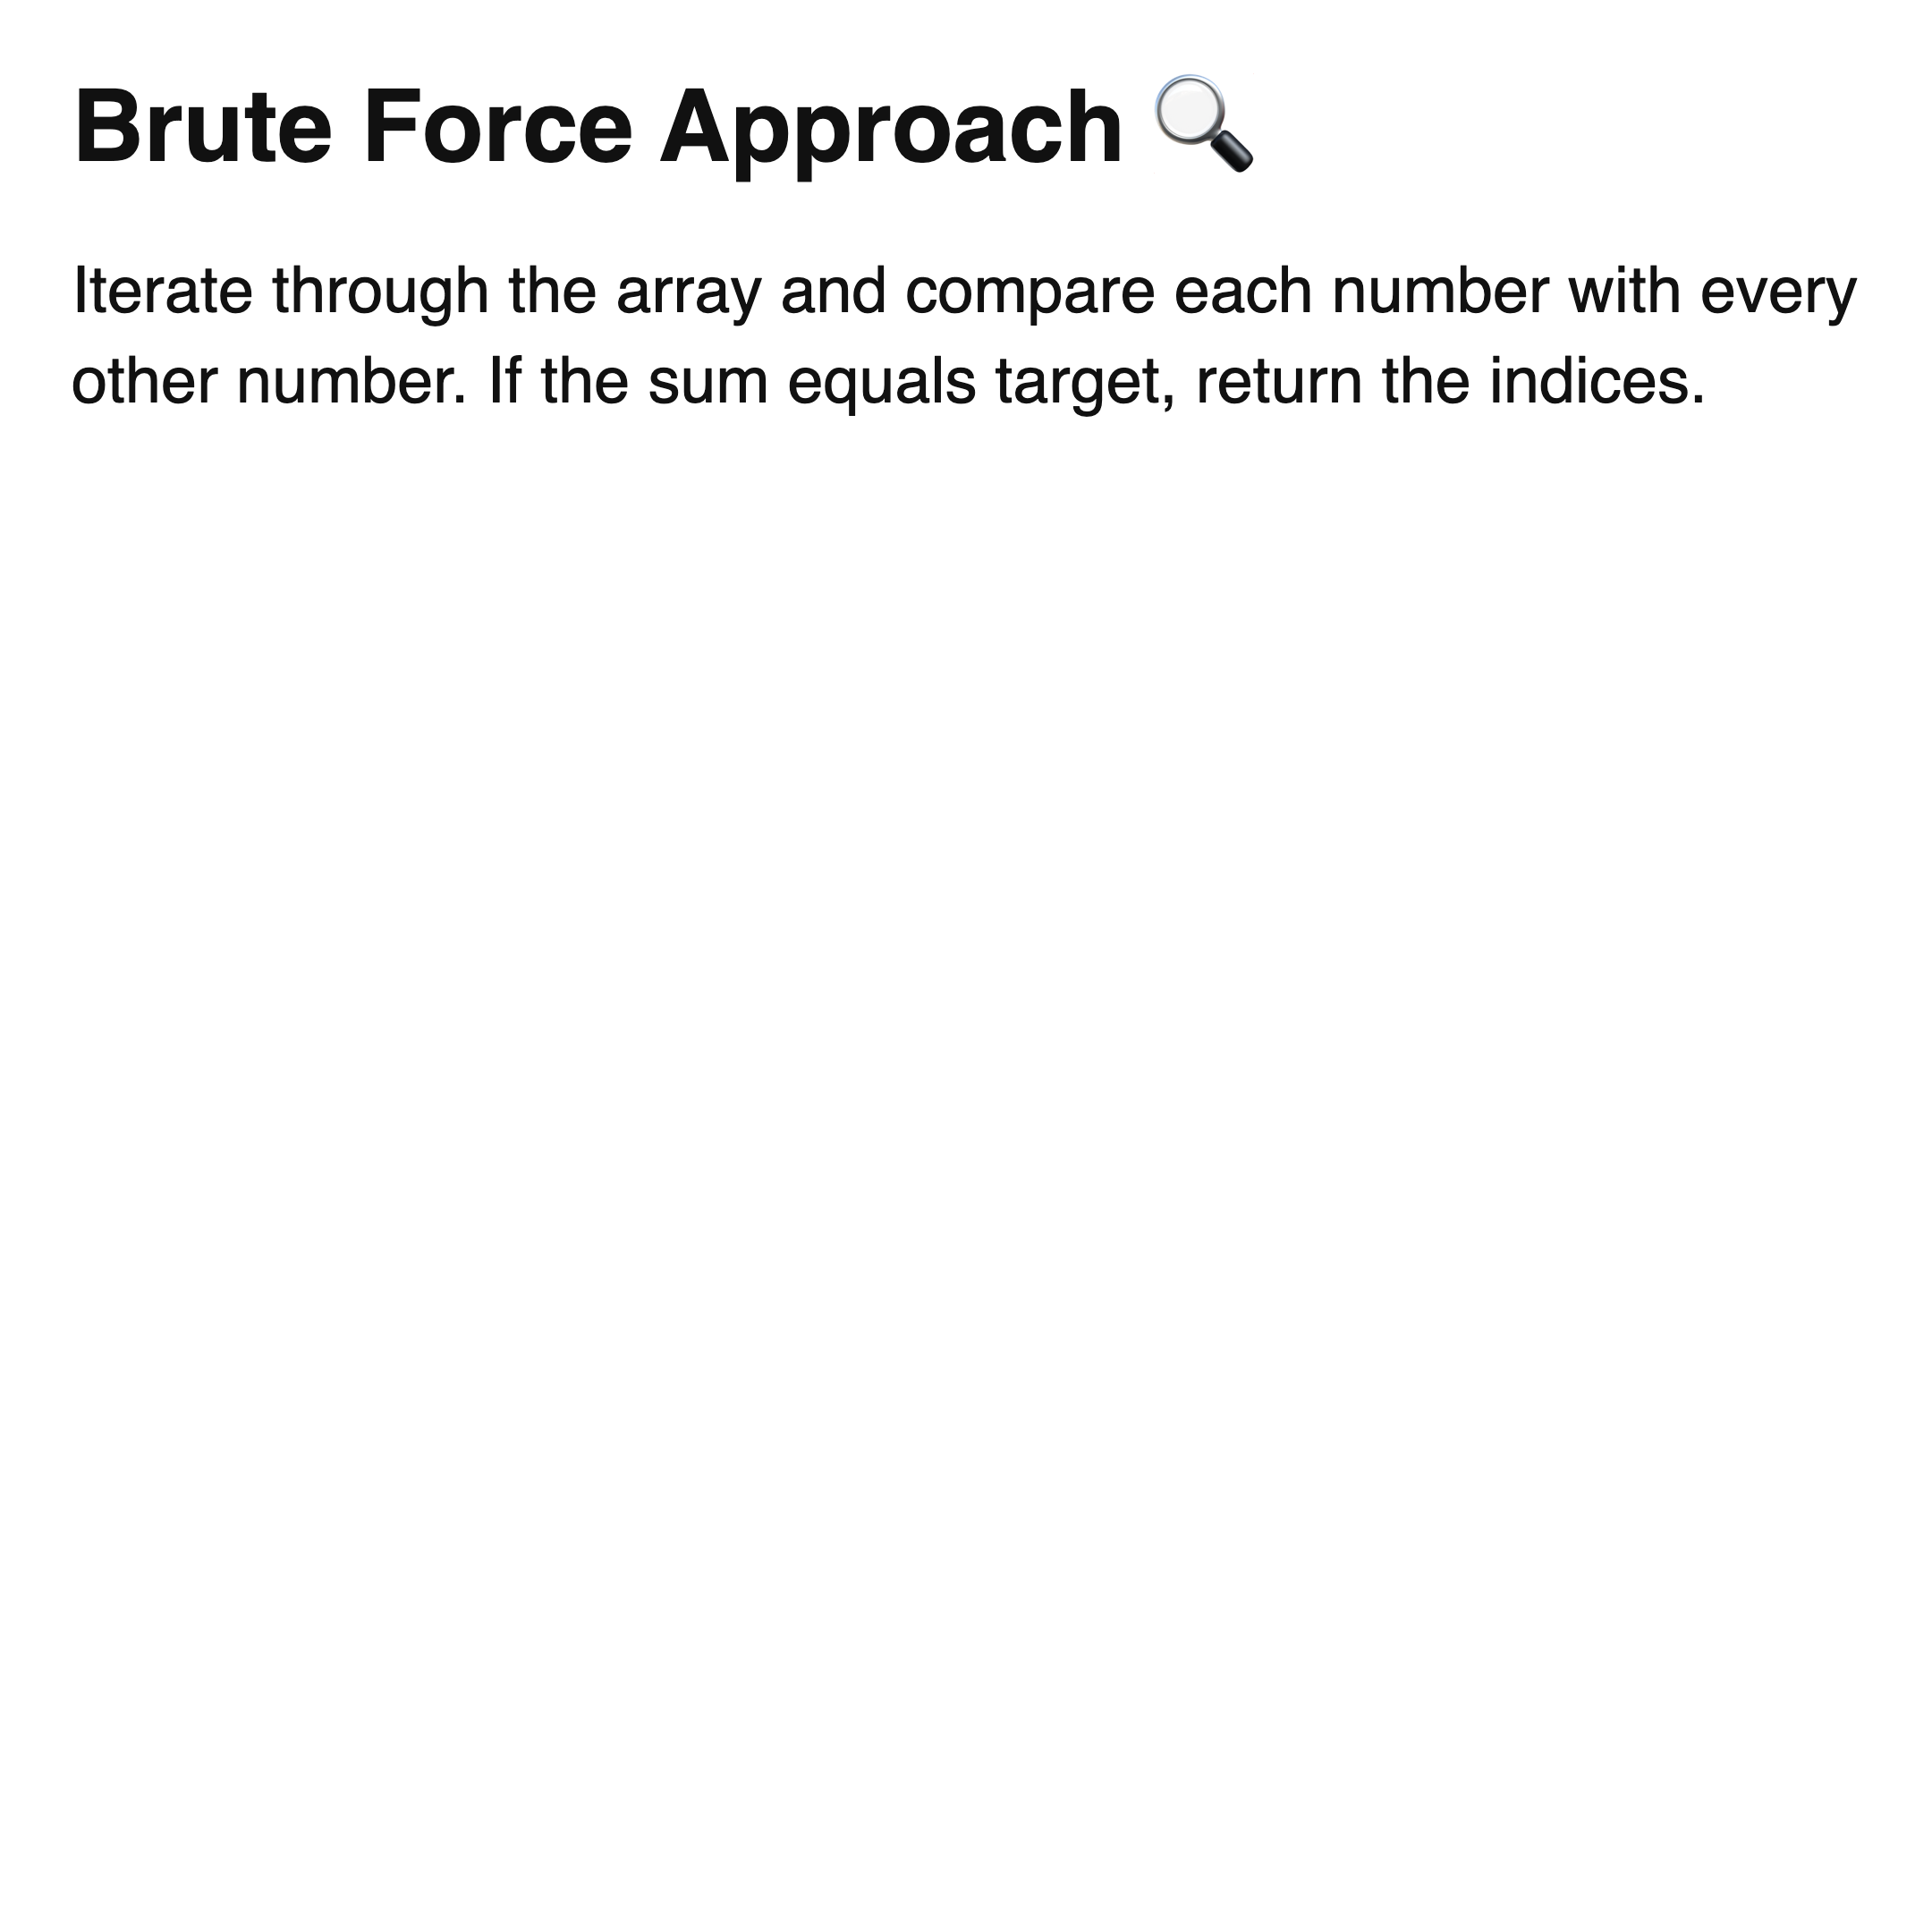 Brute Force Approach 🔍
Iterate through the array and compare each number with every
other number. If the sum equals target, return the indices.